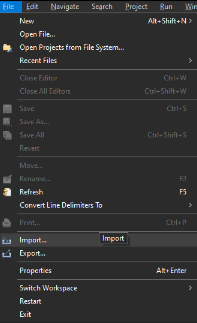 File Edit Navigate Search Project Run
New Alt+Shift+N >
Open File...
Open Projects from File System...
Recent Files >
Close Editor Ctrl+W
Close All Editors Ctrl+Shift+W
Save Ctrl+S
Save As...
Save All Ctrl+Shift+S
Revert
Move...
Rename... F2
Refresh F5
Convert Line Delimiters To >
Print... Ctrl+P
Import... Import
Export...
Properties Alt+Enter
Switch Workspace >
Restart
Exit